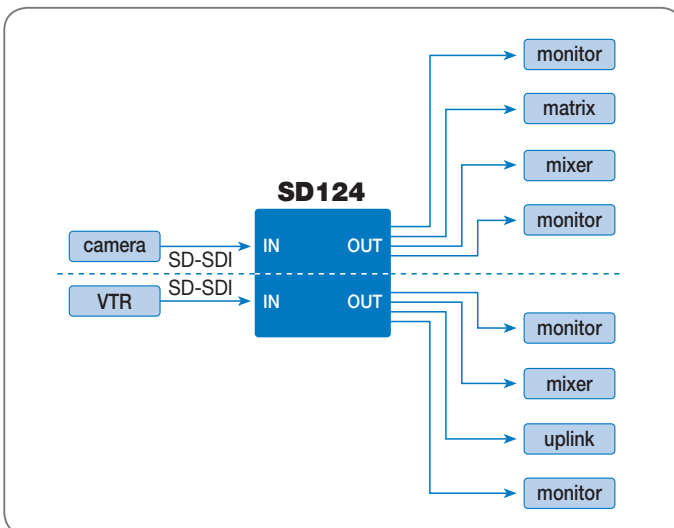 monitor
matrix
mixer
SD124
monitor
camera
SD-SDI
IN
OUT
SD-SDI
VTR
IN
OUT
monitor
mixer
uplink
monitor